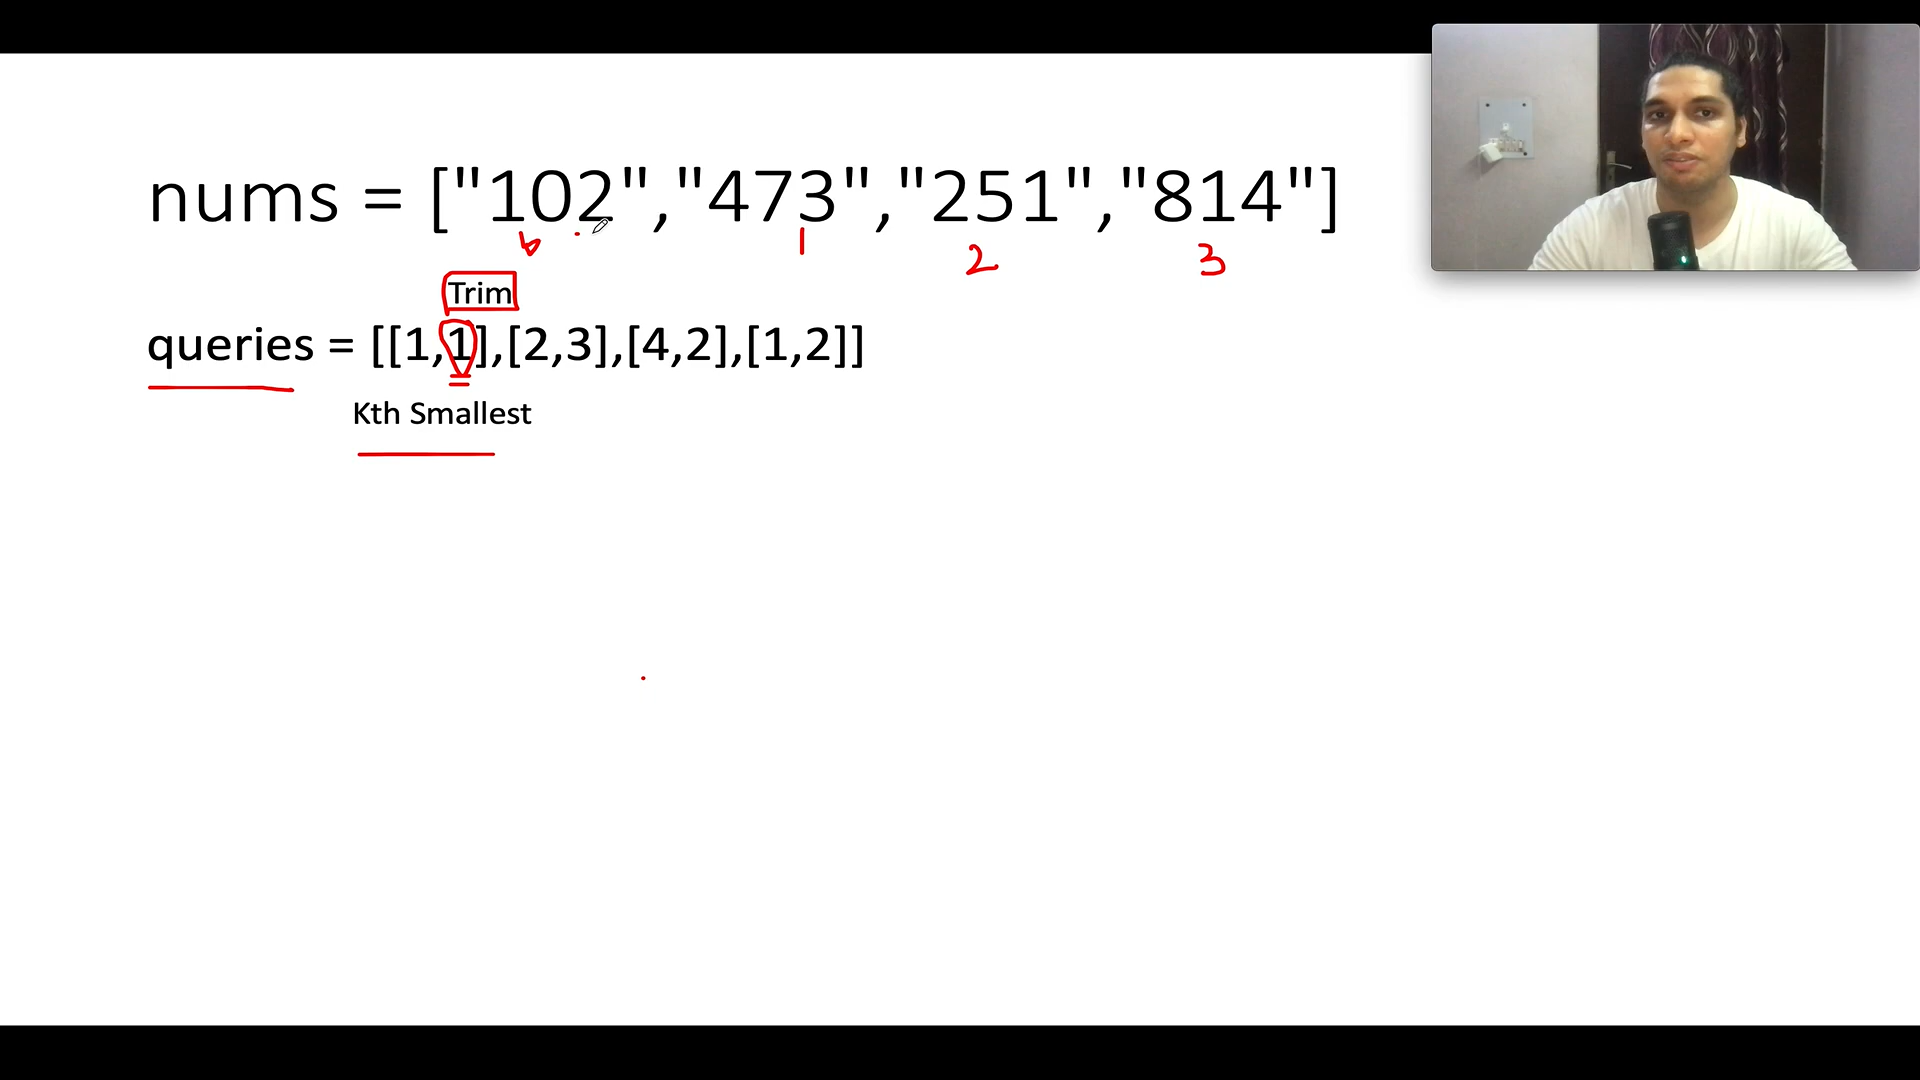 nums = ["102","473","251","814"]
1 2 3
Trim
queries = [[1,1],[2,3],[4,2],[1,2]]
Kth Smallest